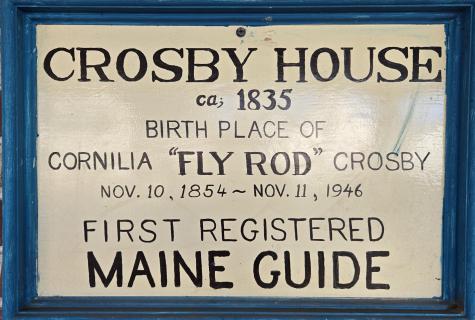 CROSBY HOUSE
ca; 1835
BIRTH PLACE OF
CORNILIA "FLY ROD" CROSBY
NOV. 10, 1854 ~ NOV. 11, 1946
FIRST REGISTERED
MAINE GUIDE